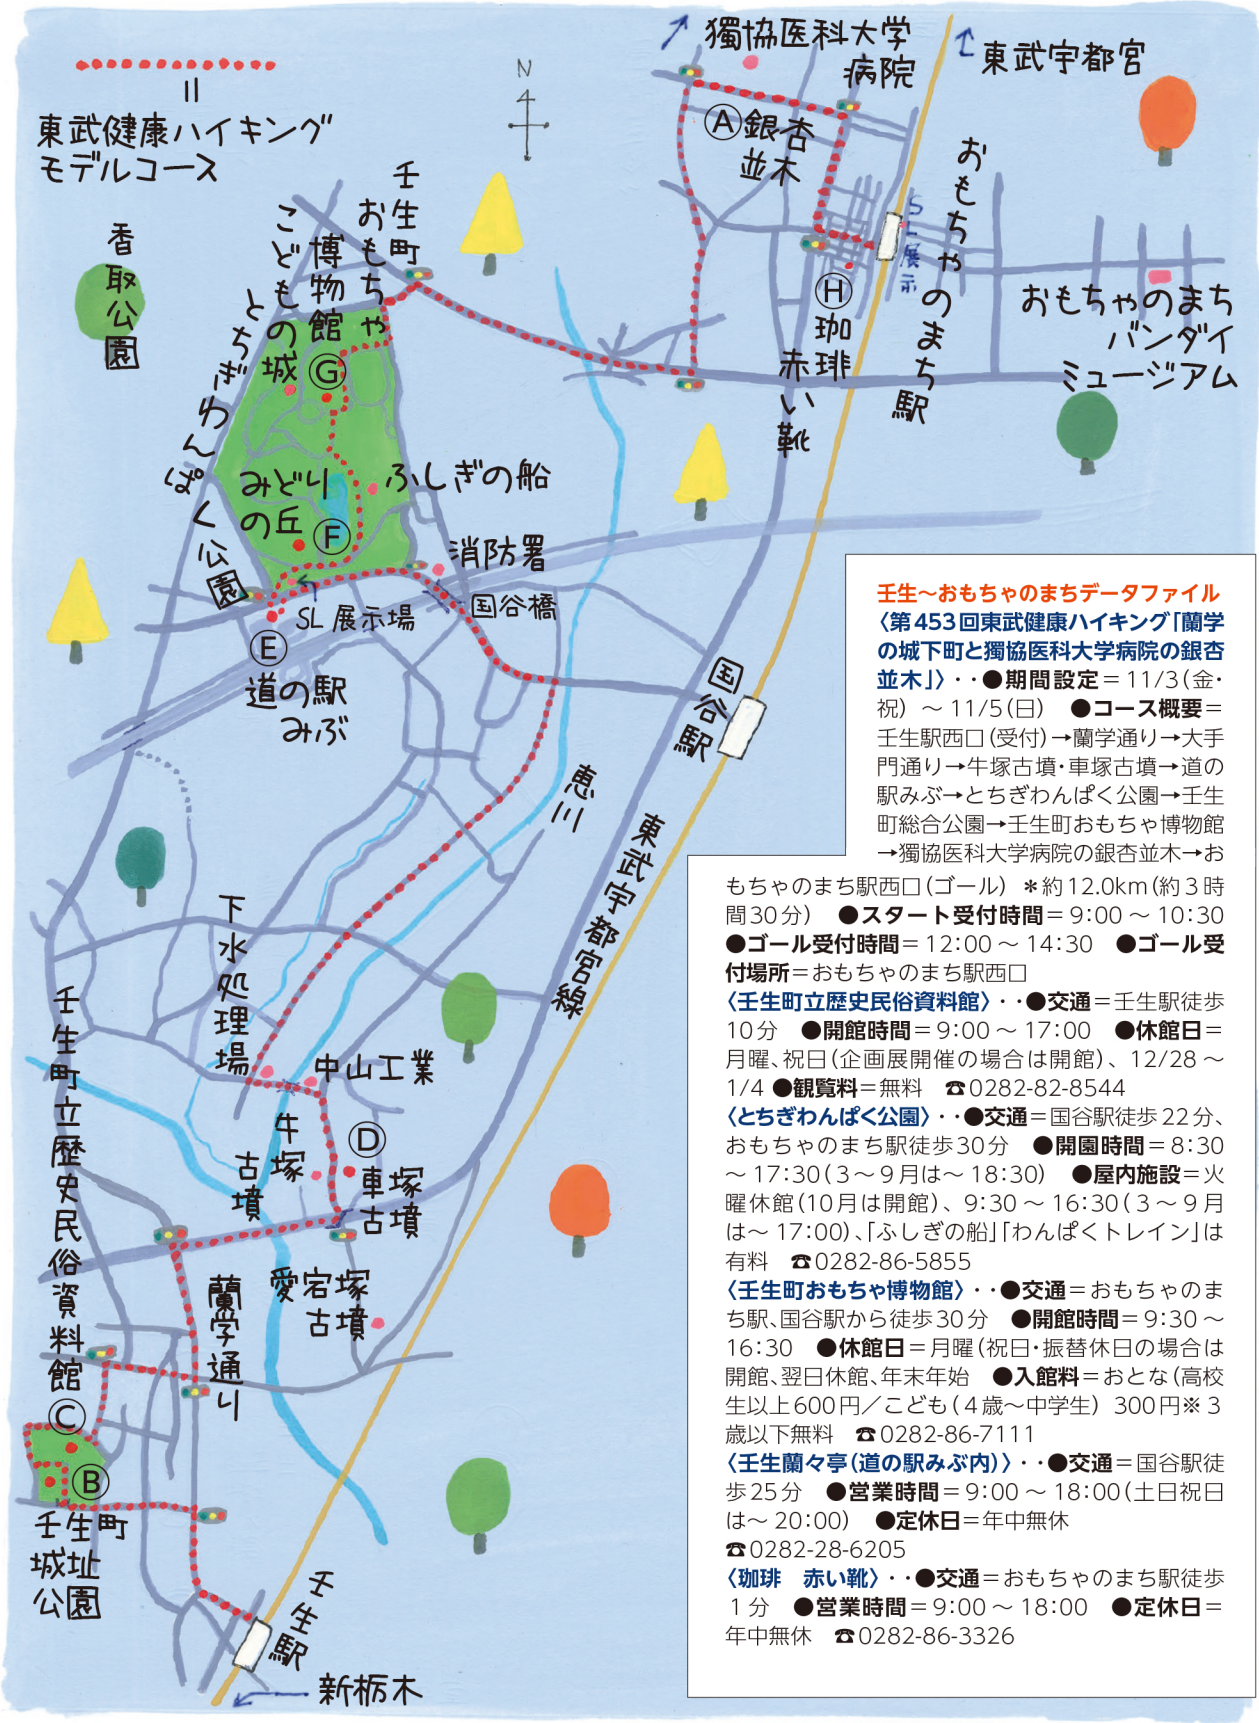 獨協医科大学
病院
東武宇都宮
N
＝
東武健康ハイキング
モデルコース
Ⓐ銀杏
並木
おもちゃのまち駅
SL展示
壬生町
おもちゃ
博物館
Ⓖ
こどもの城
香取公園
とちぎわんぱく公園
Ⓗ
珈琲
赤い靴
おもちゃのまち
バンダイ
ミュージアム
みどり
の丘
Ⓕ
ふしぎの船
消防署
国谷橋
SL展示場
Ⓔ
道の駅
みぶ
国谷駅
恵川
東武宇都宮線
下水処理場
中山工業
壬生町立歴史民俗資料館
Ⓒ
牛塚
古墳
Ⓓ
車塚
古墳
愛宕塚
古墳
蘭学通り
Ⓑ
壬生町
城址
公園
壬生駅
新栃木
壬生～おもちゃのまちデータファイル
〈第453回東武健康ハイキング「蘭学
の城下町と獨協医科大学病院の銀杏
並木」〉‥●期間設定＝11/3（金・
祝）～11/5（日）　●コース概要＝
壬生駅西口（受付）→蘭学通り→大手
門通り→牛塚古墳・車塚古墳→道の
駅みぶ→とちぎわんぱく公園→壬生
町総合公園→壬生町おもちゃ博物館
→獨協医科大学病院の銀杏並木→お
もちゃのまち駅西口（ゴール）＊約12.0km（約3時
間30分）　●スタート受付時間＝9:00～10:30
●ゴール受付時間＝12:00～14:30　●ゴール受
付場所＝おもちゃのまち駅西口
〈壬生町立歴史民俗資料館〉‥●交通＝壬生駅徒歩
10分　●開館時間＝9:00～17:00　●休館日＝
月曜、祝日（企画展開催の場合は開館）、12/28～
1/4 ●観覧料＝無料　☎0282-82-8544
〈とちぎわんぱく公園〉‥●交通＝国谷駅徒歩22分、
おもちゃのまち駅徒歩30分　●開園時間＝8:30
～17:30（3～9月は～18:30）　●屋内施設＝火
曜休館（10月は開館）、9:30～16:30（3～9月
は～17:00）、「ふしぎの船」「わんぱくトレイン」は
有料　☎0282-86-5855
〈壬生町おもちゃ博物館〉‥●交通＝おもちゃのま
ち駅、国谷駅から徒歩30分　●開館時間＝9:30～
16:30　●休館日＝月曜（祝日・振替休日の場合は
開館、翌日休館、年末年始　●入館料＝おとな（高校
生以上600円／こども（4歳～中学生）300円※3
歳以下無料　☎0282-86-7111
〈壬生蘭々亭（道の駅みぶ内）〉‥●交通＝国谷駅徒
歩25分　●営業時間＝9:00～18:00（土日祝日
は～20:00）　●定休日＝年中無休
☎0282-28-6205
〈珈琲　赤い靴〉‥●交通＝おもちゃのまち駅徒歩
1分　●営業時間＝9:00～18:00　●定休日＝
年中無休　☎0282-86-3326